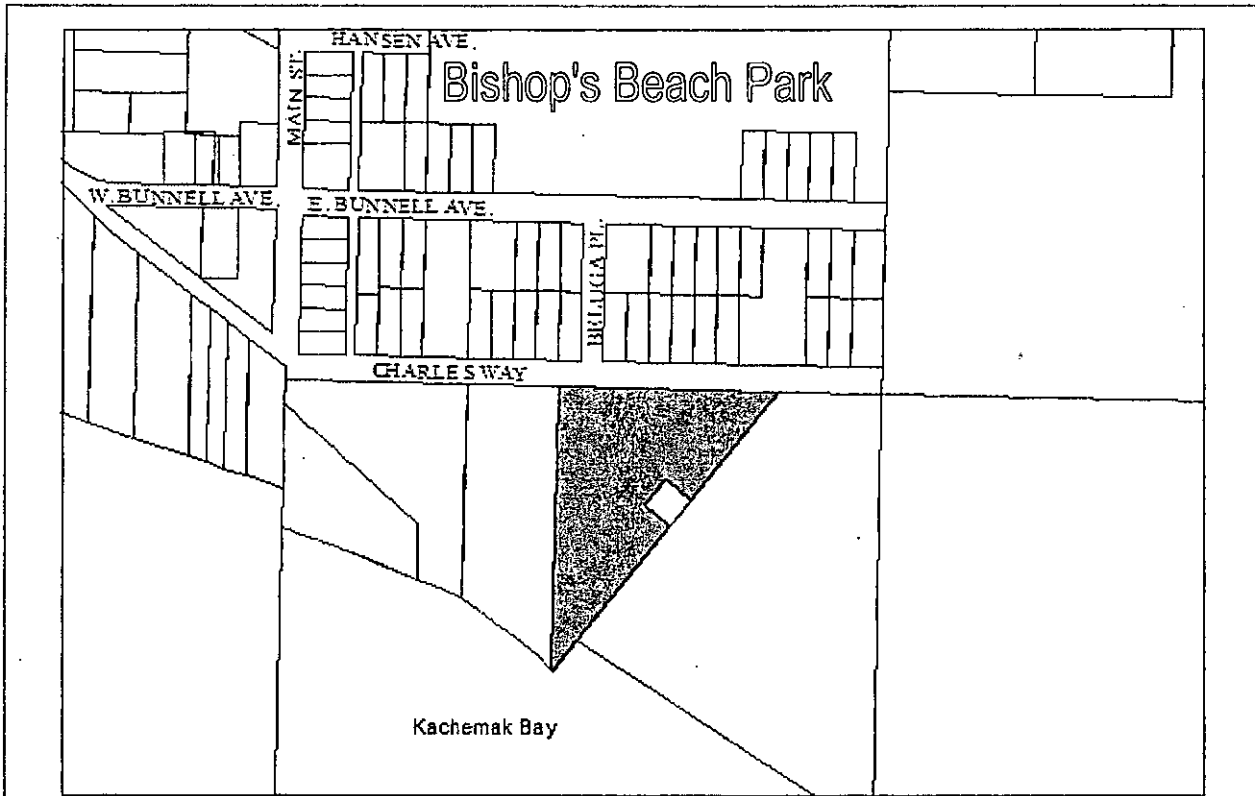 HANSEN AVE.
Bishop's Beach Park
MAIN ST.
W. BUNNELL AVE.
E. BUNNELL AVE.
BELUGA PL.
CHARLES WAY
Kachemak Bay